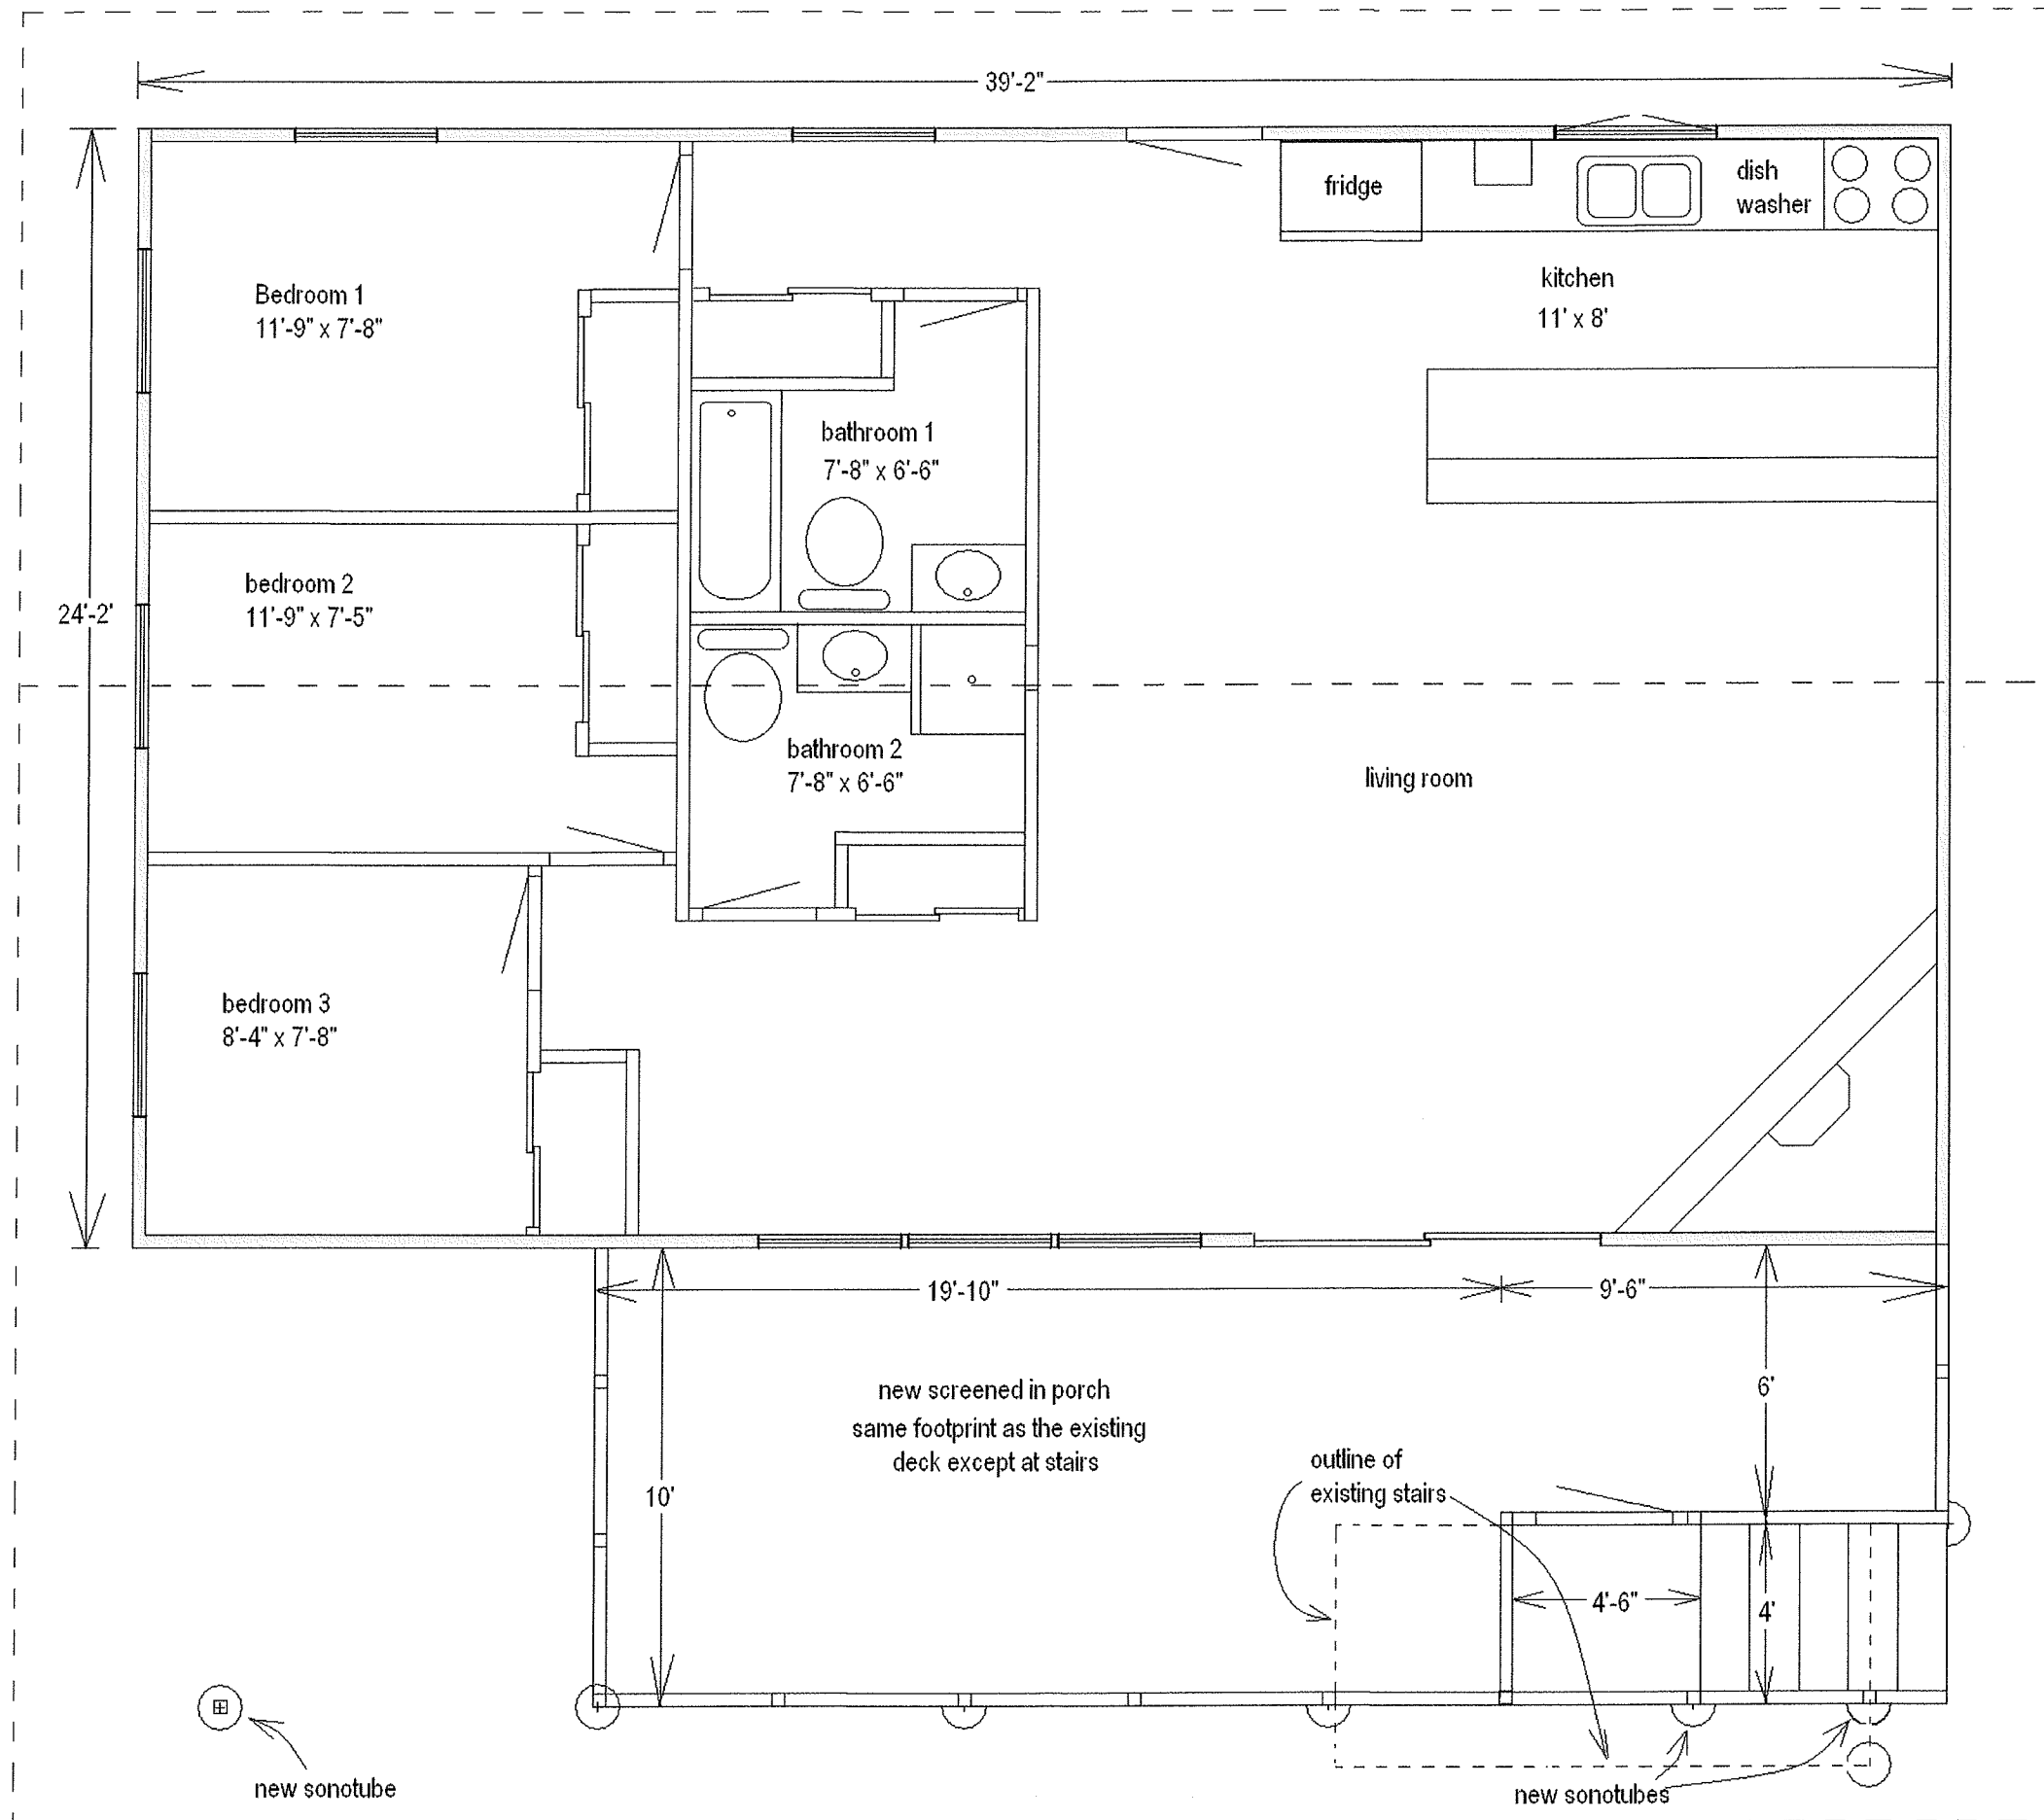 39'-2"
fridge
dish
washer
kitchen
11' x 8'
Bedroom 1
11'-9" x 7'-8"
bathroom 1
7'-8" x 6'-6"
bedroom 2
11'-9" x 7'-5"
24'-2'
bathroom 2
7'-8" x 6'-6"
living room
bedroom 3
8'-4" x 7'-8"
19'-10"
9'-6"
new screened in porch
same footprint as the existing
deck except at stairs
6'
outline of
existing stairs
10'
4'-6"
4'
new sonotube
new sonotubes